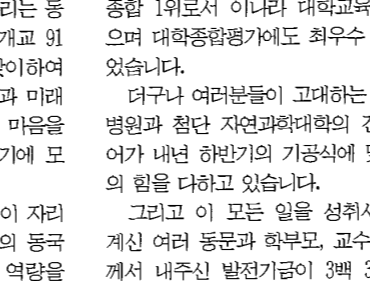 리는 동
개교 91
맞이하여
과 미래
마음을
기에 모
이 자리
의 동국
역량을
종합 1위로서 이나라 대학교육
으며 대학종합평가에도 최우수
었습니다.
더구나 여러분들이 고대하는
병원과 첨단 자연과학대학의 건
어가 내년 하반기의 기공식에 맞
의 힘을 다하고 있습니다.
그리고 이 모든 일을 성취시
계신 여러 동문과 학부모, 교수
께서 내주신 발전기금이 3백